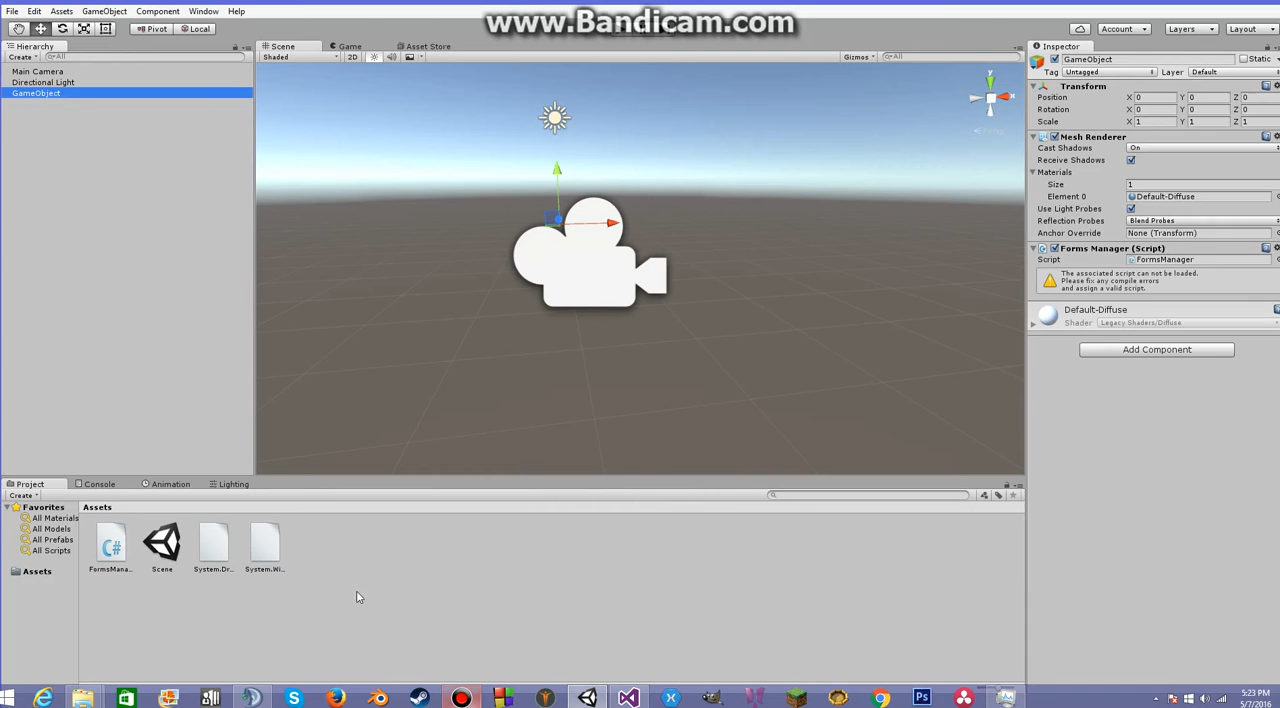 www.Bandicam.com
File Edit Assets GameObject Component Window Help
Pivot Local Account Layers Layout
Hierarchy
Create All
Main Camera
Directional Light
GameObject
Scene Game Asset Store
Shaded 2D Gizmos All
y
x
Persp
Inspector
GameObject Static
Tag Untagged Layer Default
Transform
Position X 0 Y 0 Z 0
Rotation X 0 Y 0 Z 0
Scale X 1 Y 1 Z 1
Mesh Renderer
Cast Shadows On
Receive Shadows
Materials
Size 1
Element 0 Default-Diffuse
Use Light Probes
Reflection Probes Blend Probes
Anchor Override None (Transform)
Forms Manager (Script)
Script FormsManager
The associated script can not be loaded.
Please fix any compile errors
and assign a valid script.
Default-Diffuse
Shader Legacy Shaders/Diffuse
Add Component
Project Console Animation Lighting
Create
Favorites
All Materials
All Models
All Prefabs
All Scripts
Assets
Assets
C#
FormsMana... Scene System.Dr... System.Wi...
Ps
5:23 PM
5/7/2016